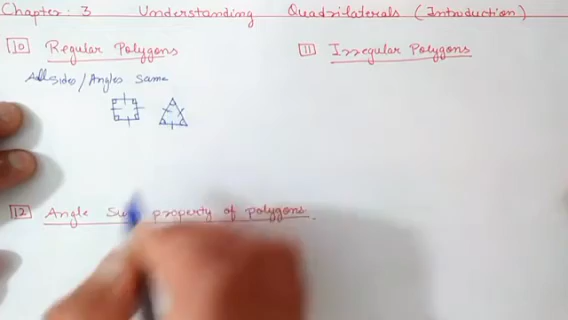 Chapter: 3 Understanding Quadrilaterals (Introduction)
10 Regular Polygons
All sides/Angles same
11 Irregular Polygons
12 Angle Sum property of polygons.